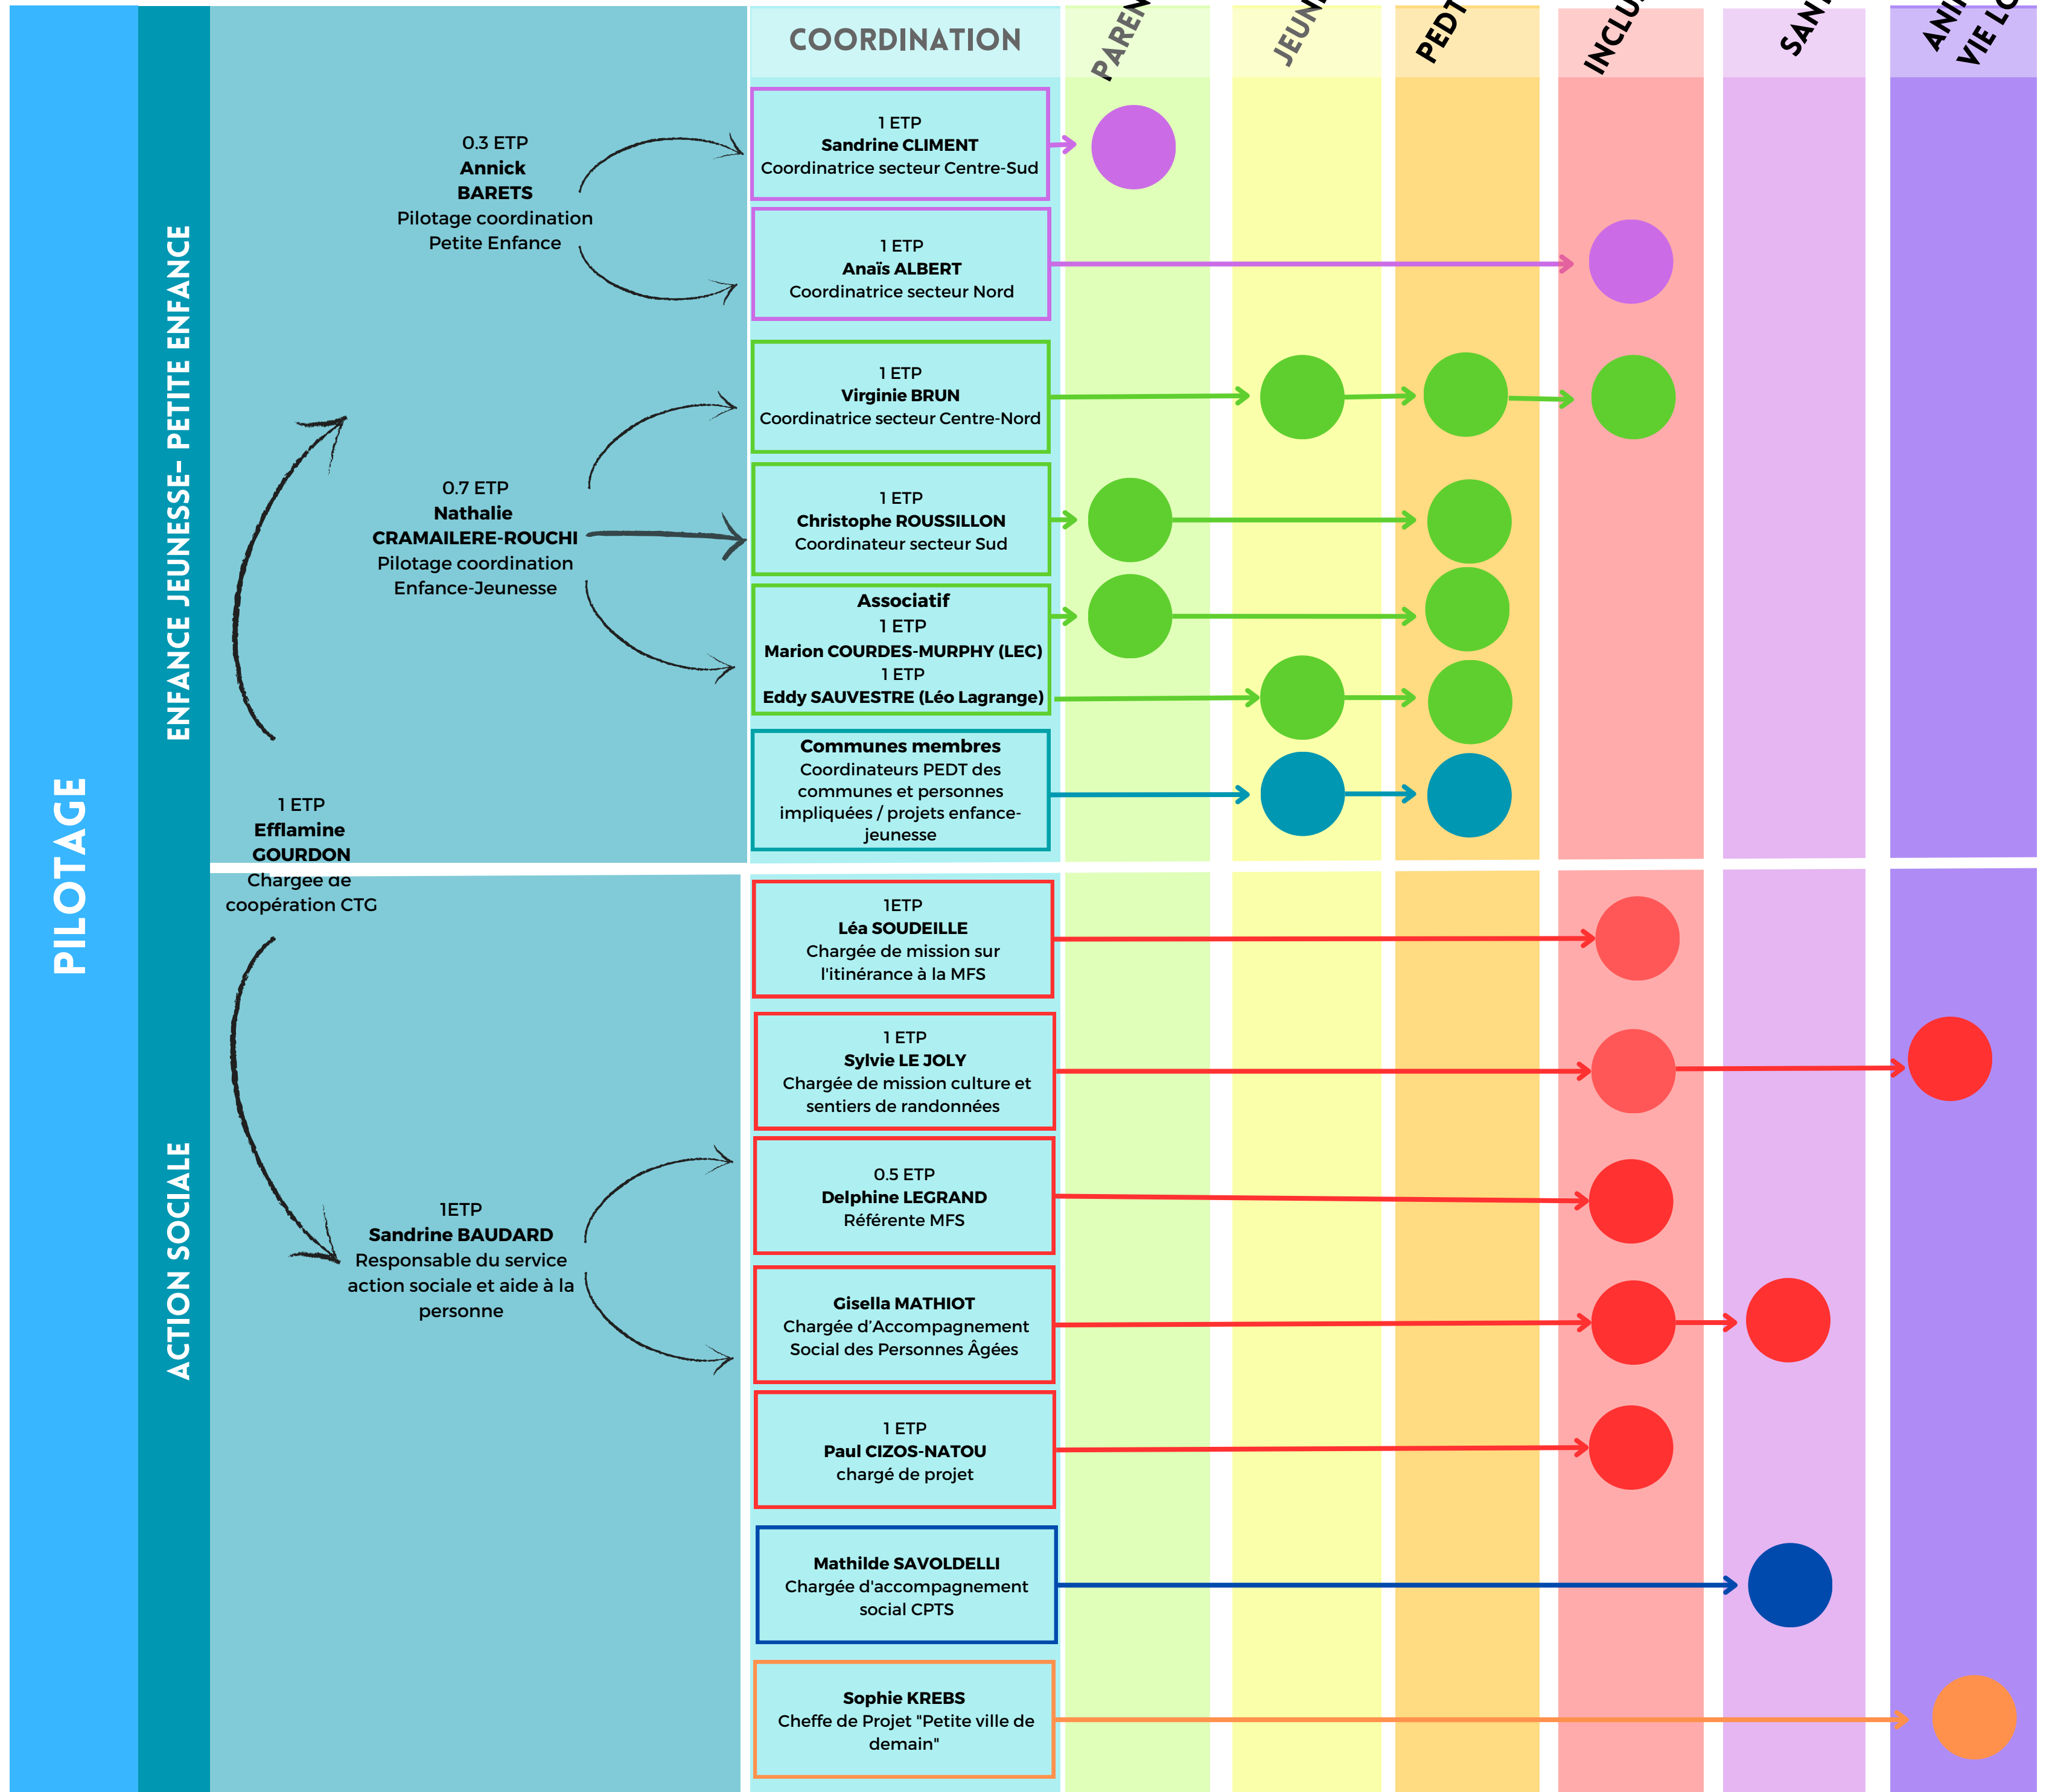 COORDINATION
PEDT
PILOTAGE
ENFANCE JEUNESSE- PETITE ENFANCE
0.3 ETP
Annick
BARETS
Pilotage coordination
Petite Enfance
1 ETP
Sandrine CLIMENT
Coordinatrice secteur Centre-Sud
1 ETP
Anaïs ALBERT
Coordinatrice secteur Nord
0.7 ETP
Nathalie
CRAMAILERE-ROUCHI
Pilotage coordination
Enfance-Jeunesse
1 ETP
Virginie BRUN
Coordinatrice secteur Centre-Nord
1 ETP
Christophe ROUSSILLON
Coordinateur secteur Sud
Associatif
1 ETP
Marion COURDES-MURPHY (LEC)
1 ETP
Eddy SAUVESTRE (Léo Lagrange)
Communes membres
Coordinateurs PEDT des
communes et personnes
impliquées / projets enfance-
jeunesse
1 ETP
Efflamine
GOURDON
Chargée de
coopération CTG
ACTION SOCIALE
1ETP
Sandrine BAUDARD
Responsable du service
action sociale et aide à la
personne
1ETP
Léa SOUDEILLE
Chargée de mission sur
l'itinérance à la MFS
1 ETP
Sylvie LE JOLY
Chargée de mission culture et
sentiers de randonnées
0.5 ETP
Delphine LEGRAND
Référente MFS
Gisella MATHIOT
Chargée d’Accompagnement
Social des Personnes Âgées
1 ETP
Paul CIZOS-NATOU
chargé de projet
Mathilde SAVOLDELLI
Chargée d'accompagnement
social CPTS
Sophie KREBS
Cheffe de Projet "Petite ville de
demain"